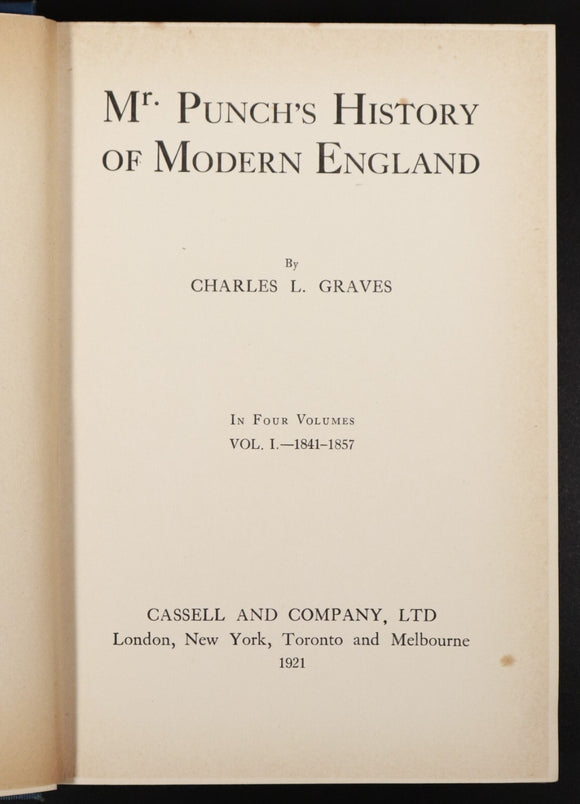 Mr. PUNCH'S HISTORY
OF MODERN ENGLAND
By
CHARLES L. GRAVES
IN FOUR VOLUMES
VOL. I.—1841–1857
CASSELL AND COMPANY, LTD
London, New York, Toronto and Melbourne
1921